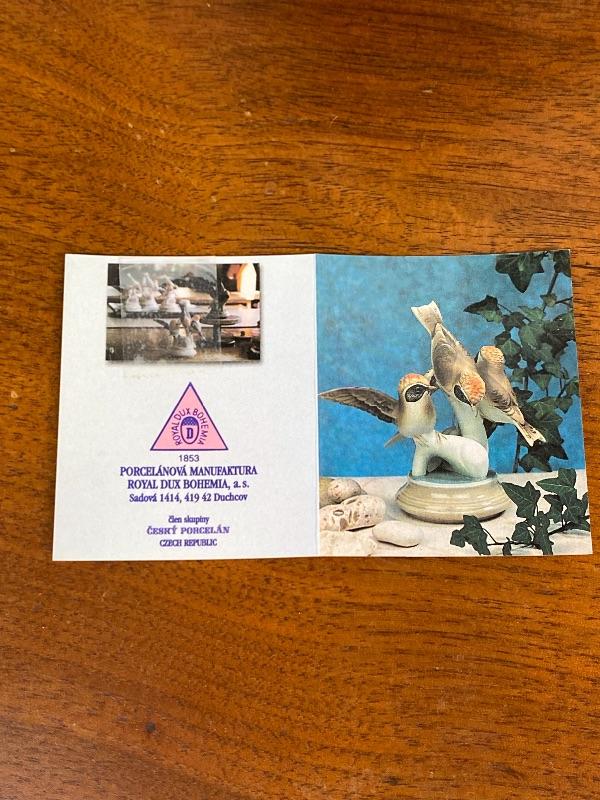 ROYAL DUX BOHEMIA
D
1853
PORCELÁNOVÁ MANUFAKTURA
ROYAL DUX BOHEMIA, a. s.
Sadová 1414, 419 42 Duchcov
člen skupiny
ČESKÝ PORCELÁN
CZECH REPUBLIC